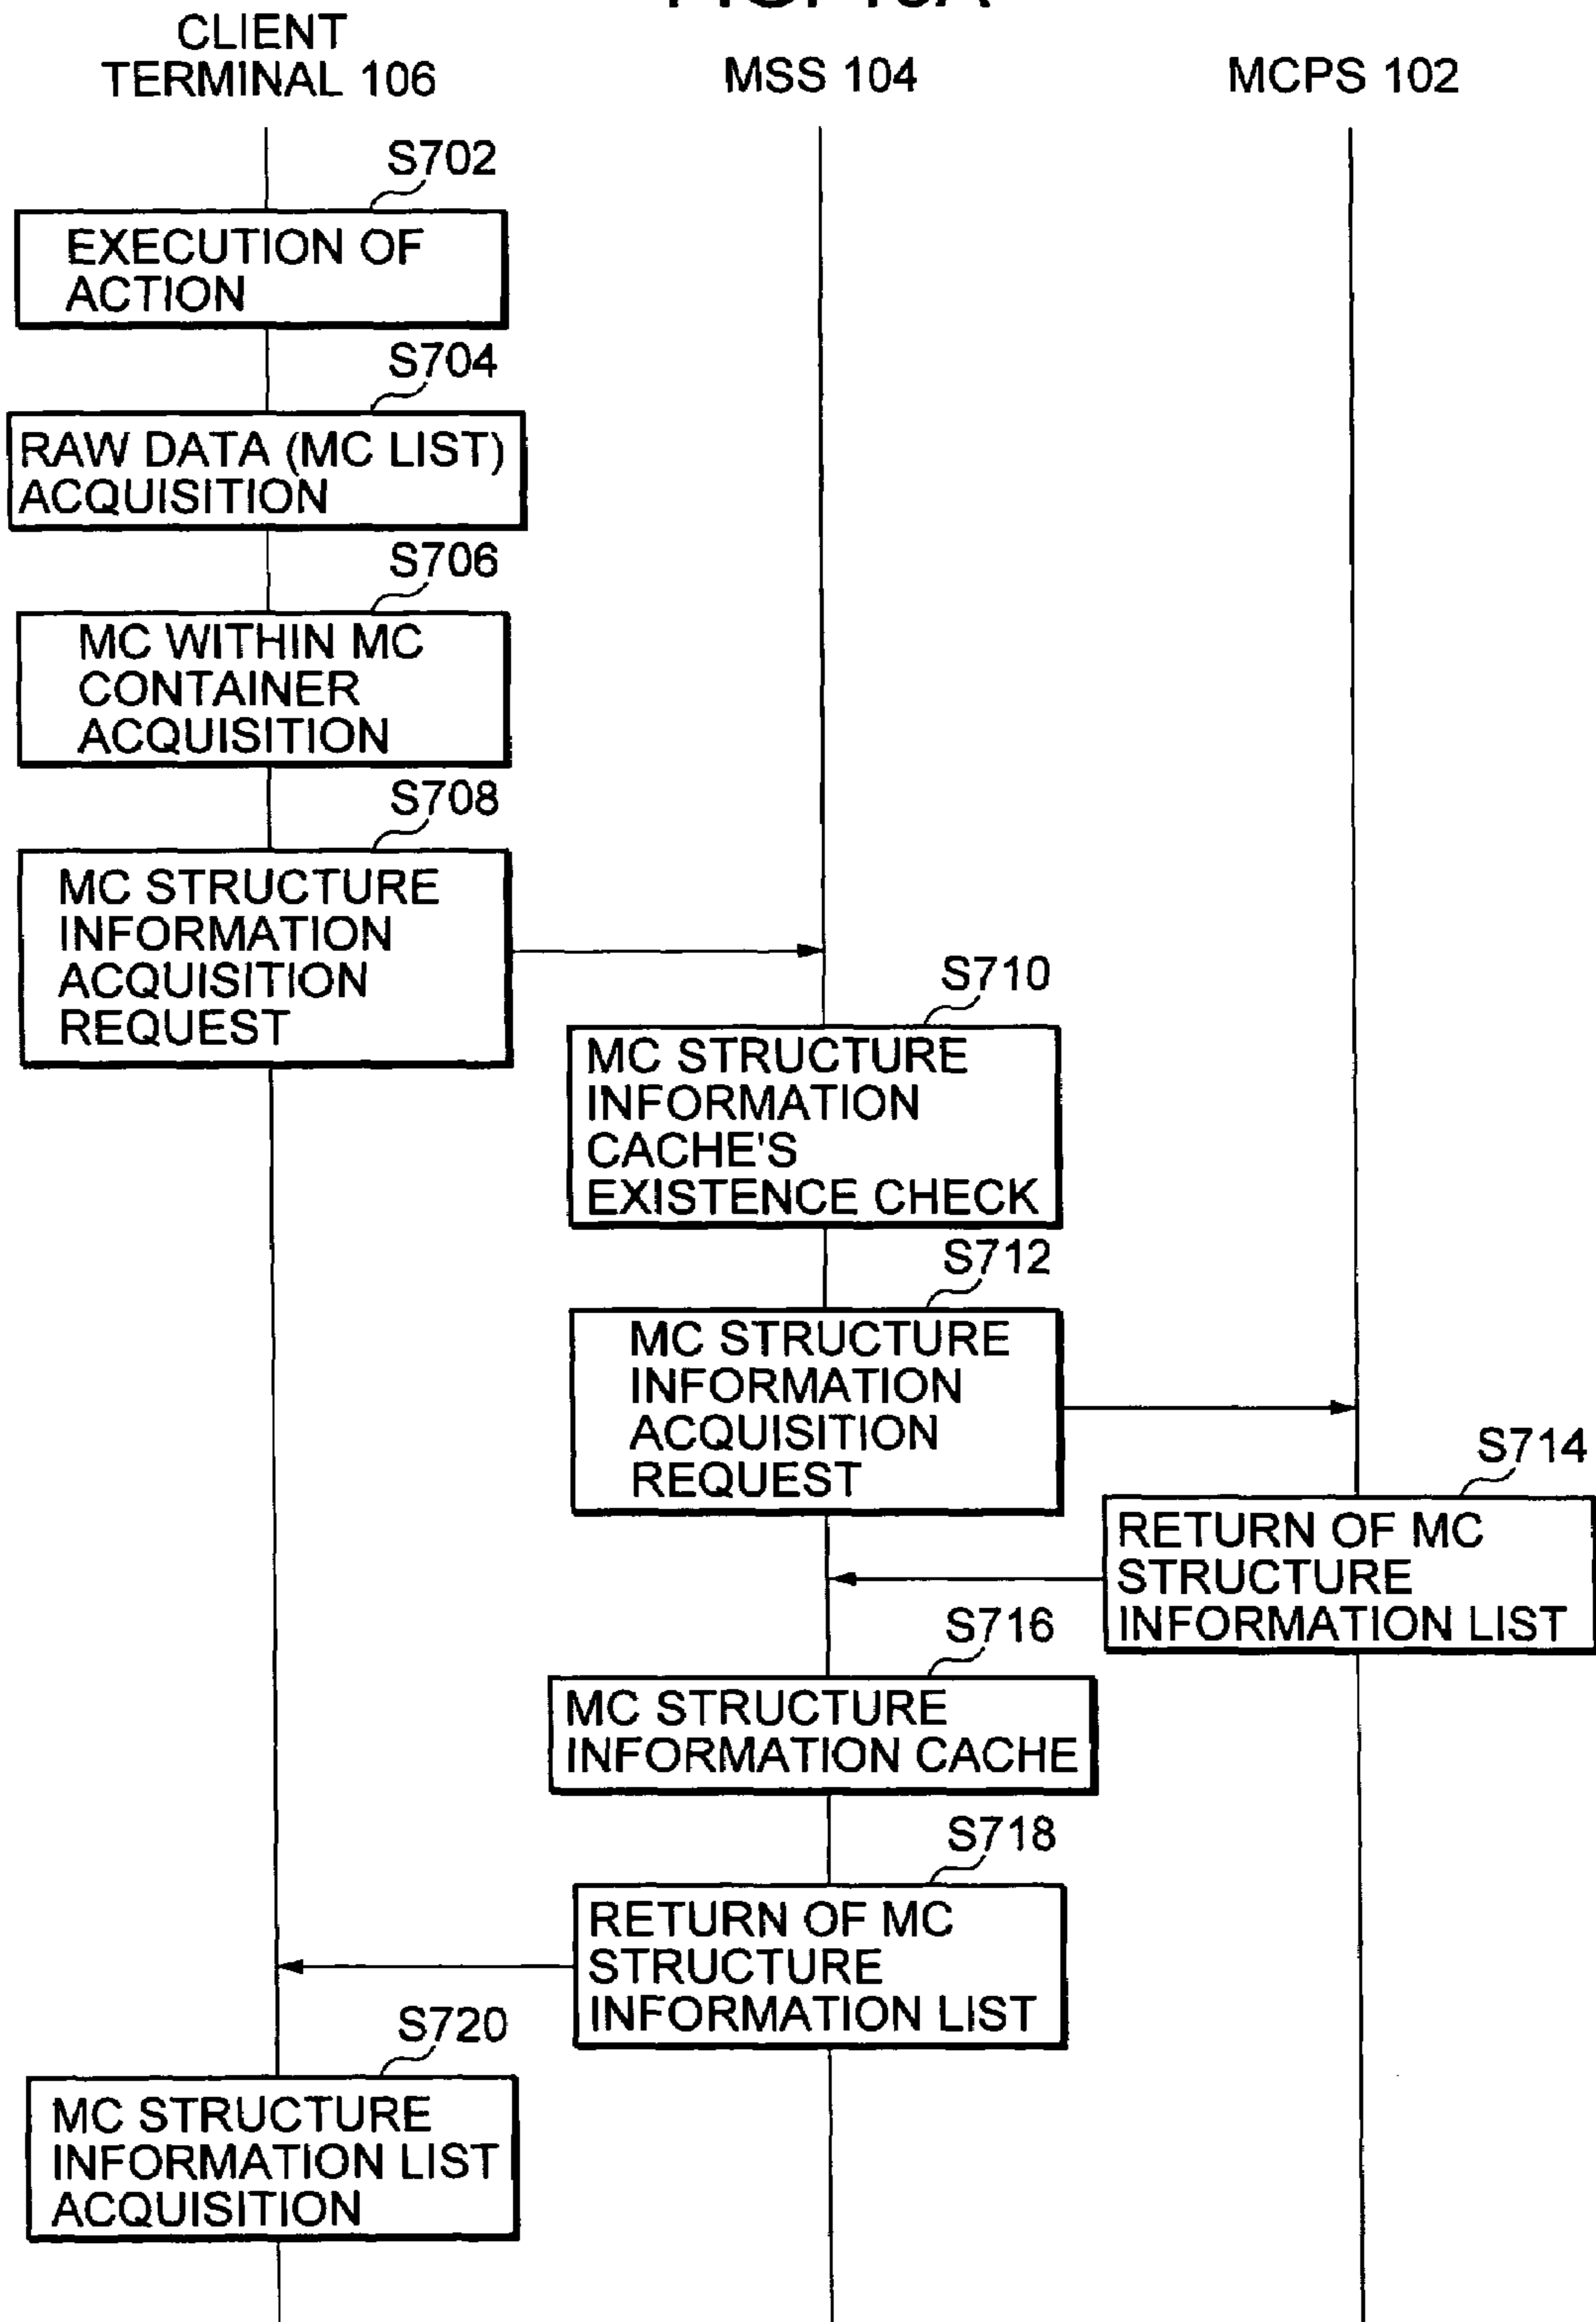 CLIENT
TERMINAL 106
MSS 104
MCPS 102
S702
EXECUTION OF
ACTION
S704
RAW DATA (MC LIST)
ACQUISITION
S706
MC WITHIN MC
CONTAINER
ACQUISITION
S708
MC STRUCTURE
INFORMATION
ACQUISITION
REQUEST
S710
MC STRUCTURE
INFORMATION
CACHE'S
EXISTENCE CHECK
S712
MC STRUCTURE
INFORMATION
ACQUISITION
REQUEST
S714
RETURN OF MC
STRUCTURE
INFORMATION LIST
S716
MC STRUCTURE
INFORMATION CACHE
S718
RETURN OF MC
STRUCTURE
INFORMATION LIST
S720
MC STRUCTURE
INFORMATION LIST
ACQUISITION